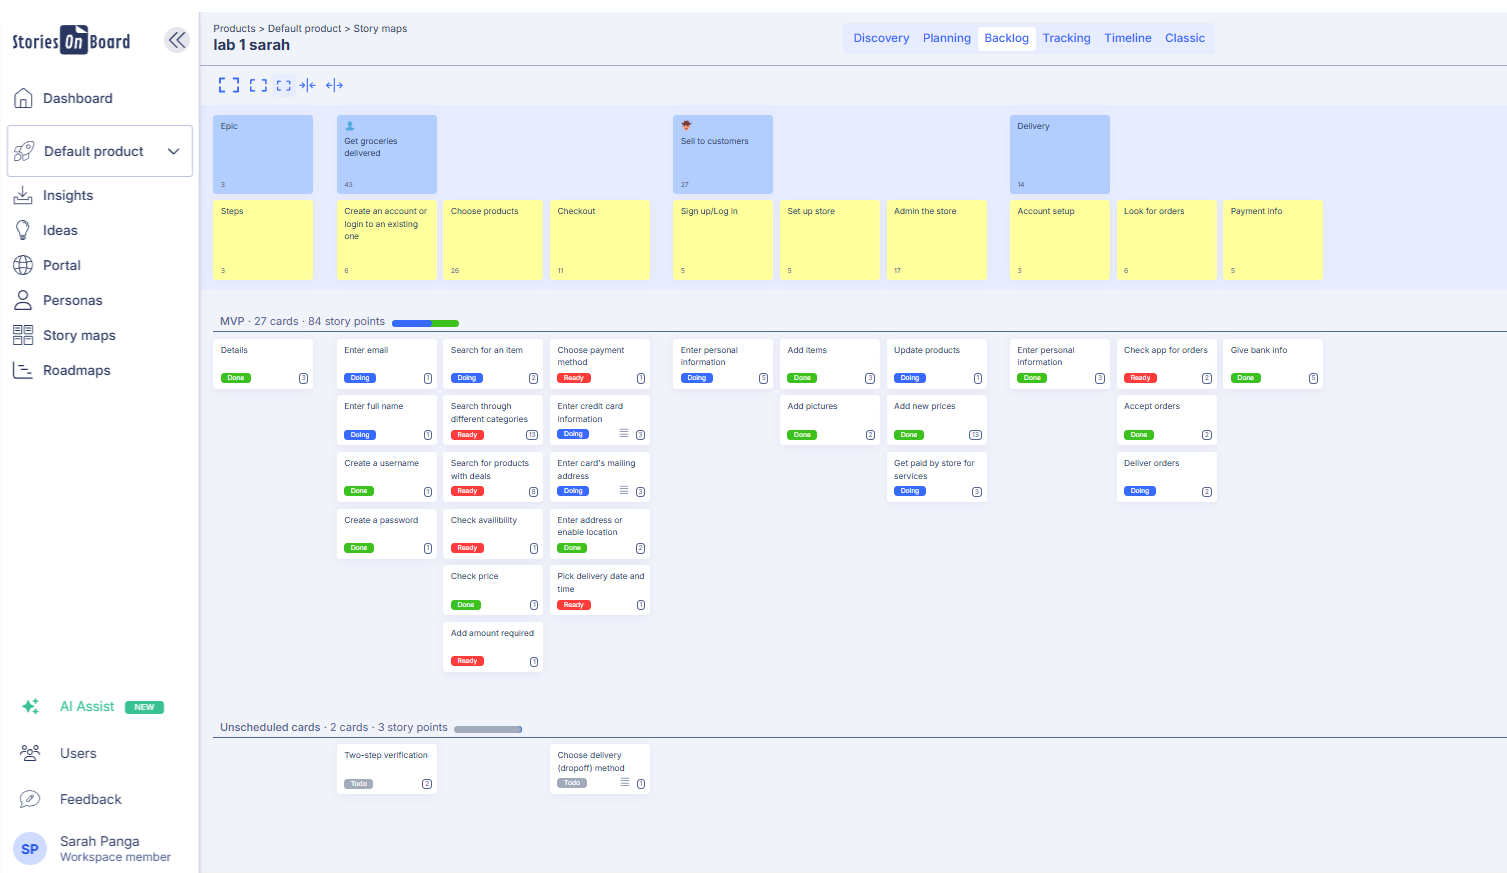 Stories On Board
Dashboard
Default product
Insights
Ideas
Portal
Personas
Story maps
Roadmaps
AI Assist NEW
Users
Feedback
SP
Sarah Panga
Workspace member
Products > Default product > Story maps
lab 1 sarah
Discovery Planning Backlog Tracking Timeline Classic
Epic
3
Get groceries
delivered
43
Sell to customers
27
Delivery
14
Steps
3
Create an account or
login to an existing
one
6
Choose products
26
Checkout
11
Sign up/Log in
5
Set up store
5
Admin the store
17
Account setup
3
Look for orders
6
Payment info
5
MVP · 27 cards · 84 story points
Details
Done 3
Enter email
Doing 1
Search for an item
Doing 2
Choose payment
method
Ready 1
Enter personal
information
Doing 5
Add items
Done 3
Update products
Doing 1
Enter personal
information
Done 3
Check app for orders
Ready 2
Give bank info
Done 5
Enter full name
Doing 1
Search through
different categories
Ready 13
Enter credit card
information
Doing 3
Add pictures
Done 2
Add new prices
Done 13
Accept orders
Done 2
Create a username
Done 1
Search for products
with deals
Ready 8
Enter card's mailing
address
Doing 3
Get paid by store for
services
Doing 3
Deliver orders
Doing 2
Create a password
Done 1
Check availibility
Ready 1
Enter address or
enable location
Done 2
Check price
Done 1
Pick delivery date and
time
Ready 1
Add amount required
Ready 1
Unscheduled cards · 2 cards · 3 story points
Two-step verification
Todo 2
Choose delivery
(dropoff) method
Todo 1